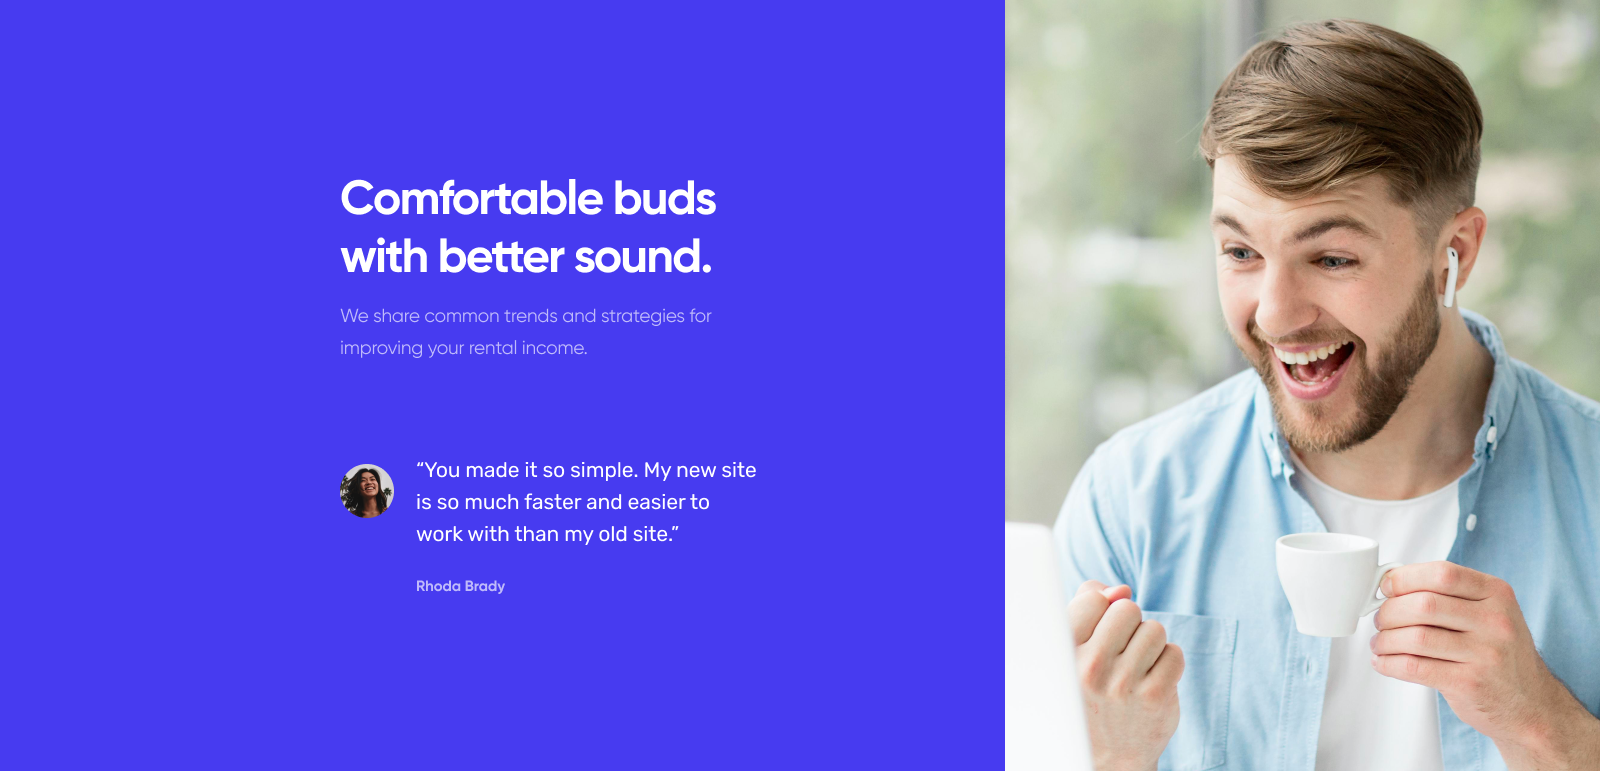 Comfortable buds
with better sound.
We share common trends and strategies for
improving your rental income.
“You made it so simple. My new site
is so much faster and easier to
work with than my old site.”
Rhoda Brady